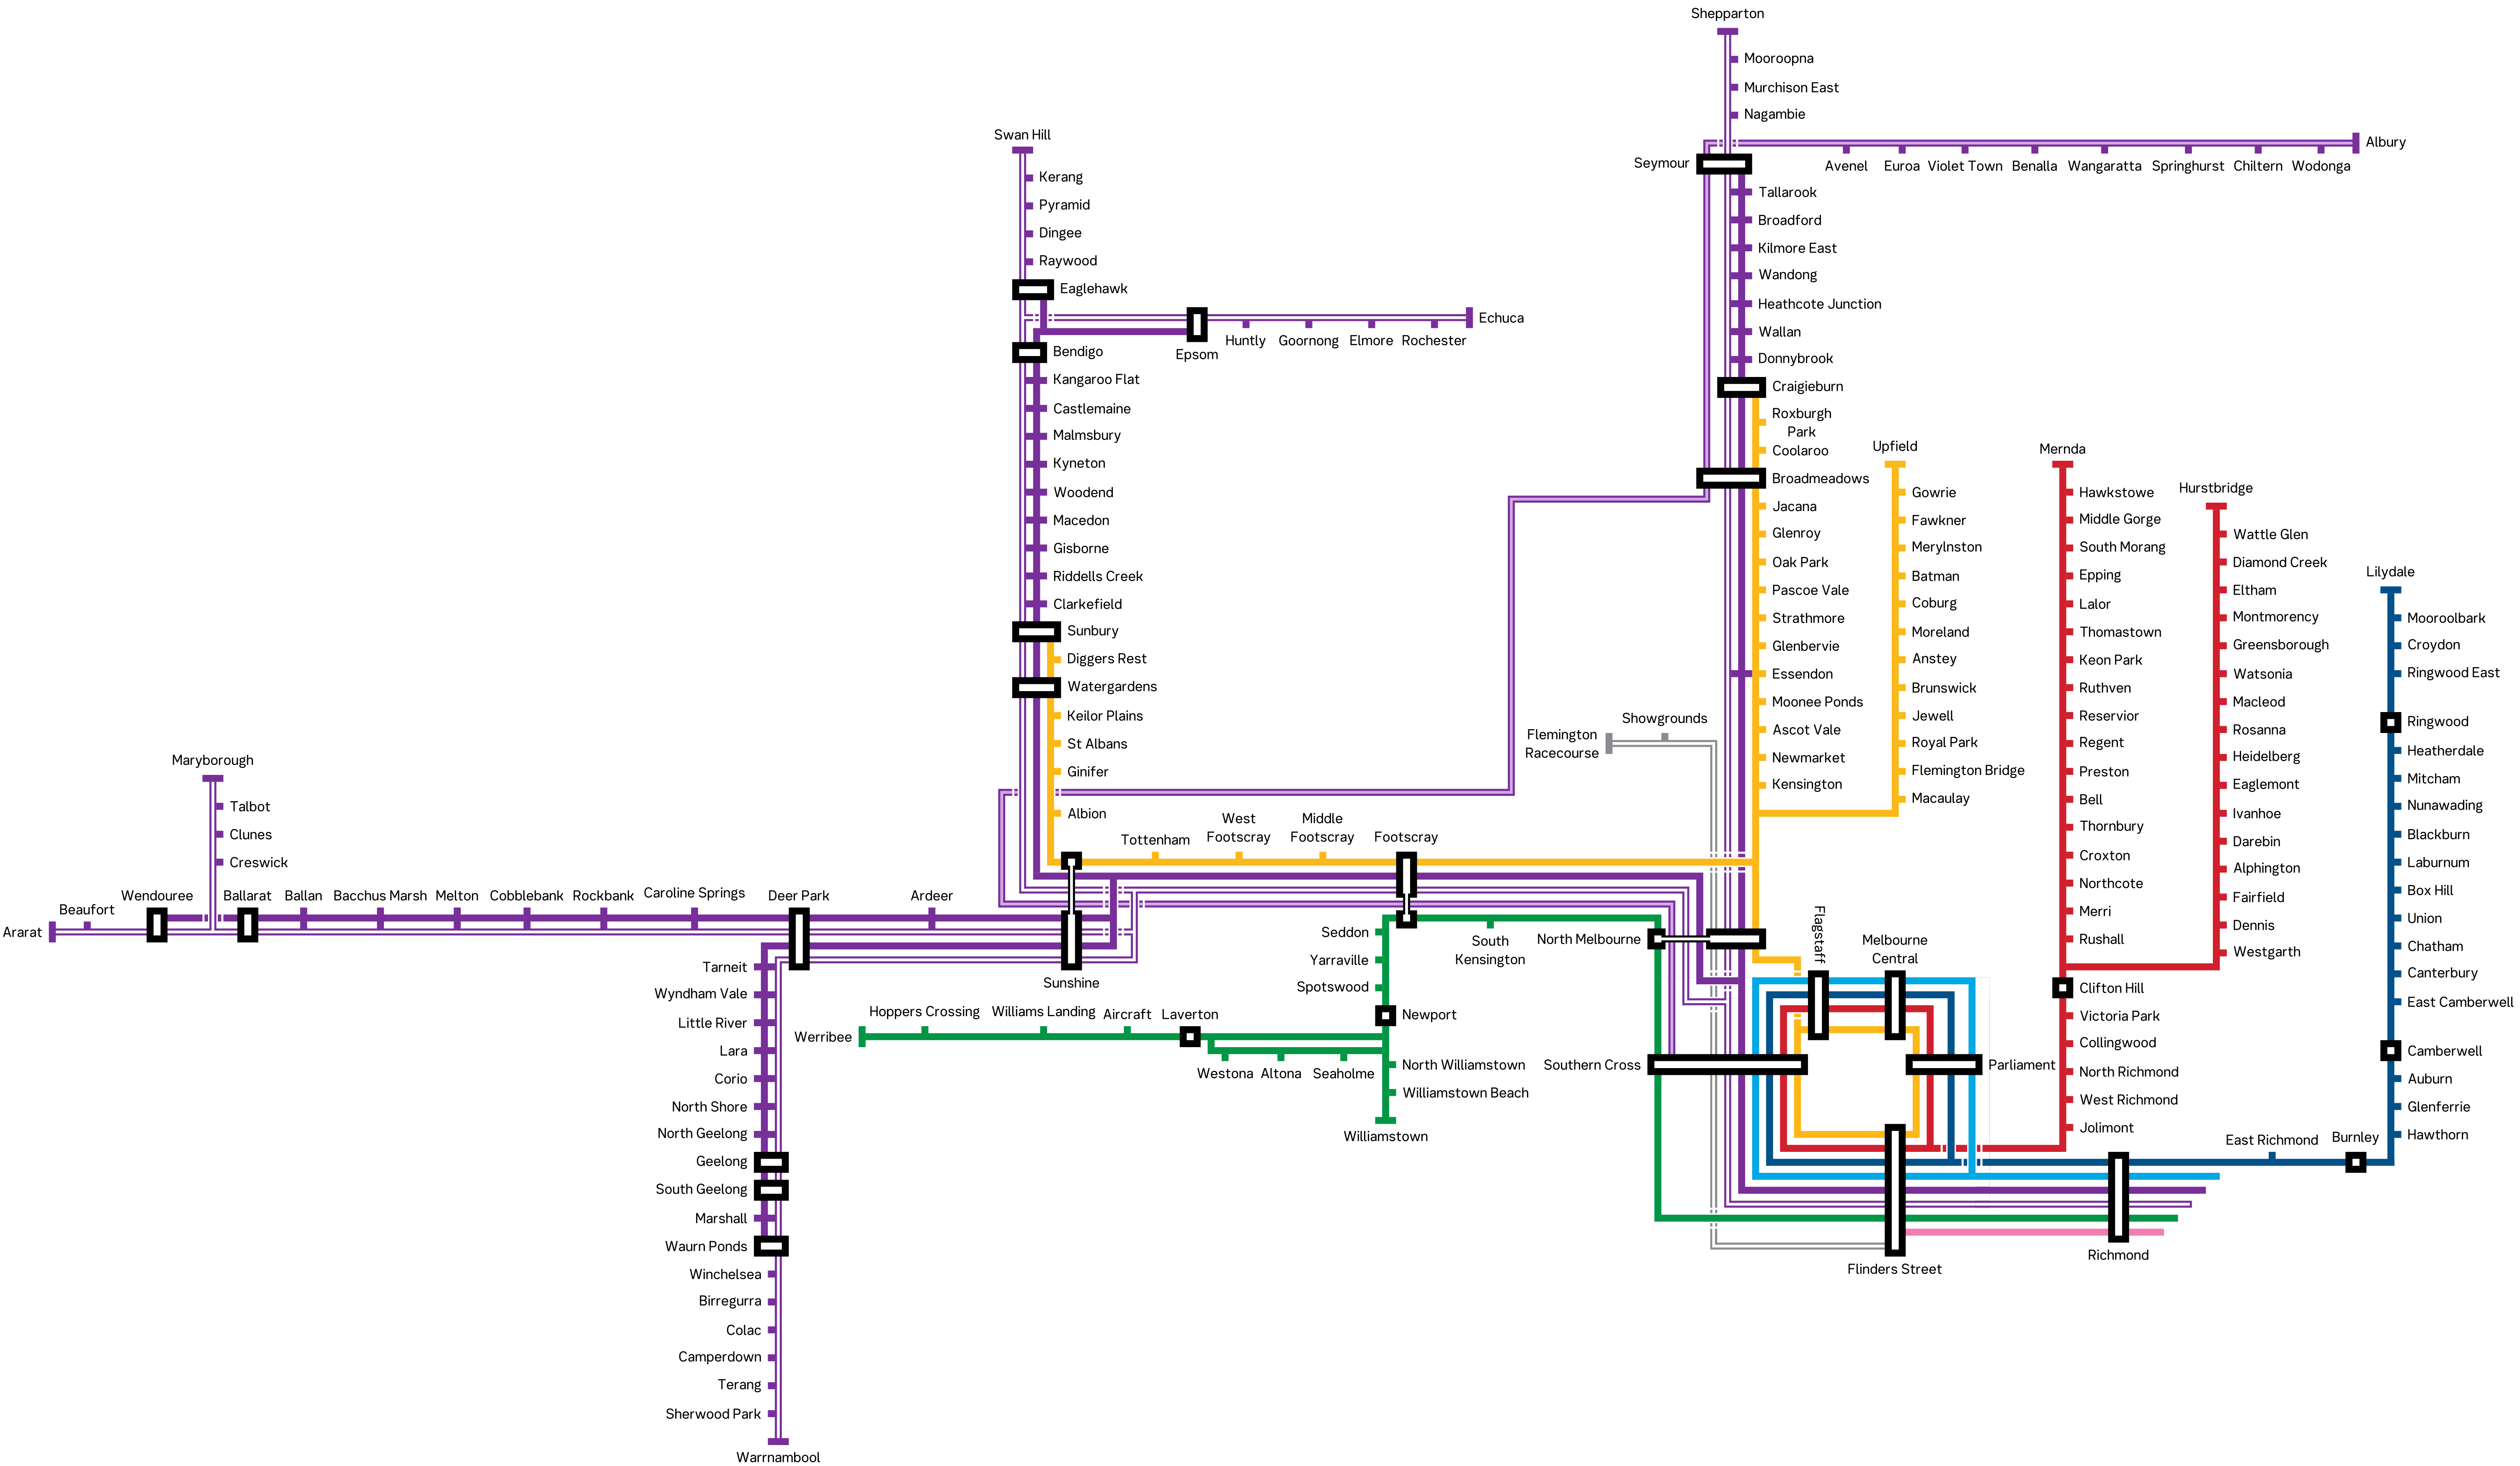 Shepparton
Mooroopna
Murchison East
Nagambie
Albury
Seymour
Avenel
Euroa
Violet Town
Benalla
Wangaratta
Springhurst
Chiltern
Wodonga
Tallarook
Broadford
Kilmore East
Wandong
Heathcote Junction
Wallan
Donnybrook
Craigieburn
Roxburgh
Park
Coolaroo
Broadmeadows
Jacana
Glenroy
Oak Park
Pascoe Vale
Strathmore
Glenbervie
Essendon
Moonee Ponds
Ascot Vale
Newmarket
Kensington
Swan Hill
Kerang
Pyramid
Dingee
Raywood
Eaglehawk
Echuca
Epsom
Huntly
Goornong
Elmore
Rochester
Bendigo
Kangaroo Flat
Castlemaine
Malmsbury
Kyneton
Woodend
Macedon
Gisborne
Riddells Creek
Clarkefield
Sunbury
Diggers Rest
Watergardens
Keilor Plains
St Albans
Ginifer
Albion
Tottenham
West
Footscray
Middle
Footscray
Footscray
Upfield
Gowrie
Fawkner
Merylnston
Batman
Coburg
Moreland
Anstey
Brunswick
Jewell
Royal Park
Flemington Bridge
Macaulay
Mernda
Hawkstowe
Middle Gorge
South Morang
Epping
Lalor
Thomastown
Keon Park
Ruthven
Reservior
Regent
Preston
Bell
Thornbury
Croxton
Northcote
Merri
Rushall
Clifton Hill
Victoria Park
Collingwood
North Richmond
West Richmond
Jolimont
Hurstbridge
Wattle Glen
Diamond Creek
Eltham
Montmorency
Greensborough
Watsonia
Macleod
Rosanna
Heidelberg
Eaglemont
Ivanhoe
Darebin
Alphington
Fairfield
Dennis
Westgarth
Lilydale
Mooroolbark
Croydon
Ringwood East
Ringwood
Heatherdale
Mitcham
Nunawading
Blackburn
Laburnum
Box Hill
Union
Chatham
Canterbury
East Camberwell
Camberwell
Auburn
Glenferrie
Hawthorn
Burnley
East Richmond
Showgrounds
Flemington
Racecourse
Maryborough
Talbot
Clunes
Creswick
Ararat
Beaufort
Wendouree
Ballarat
Ballan
Bacchus Marsh
Melton
Cobblebank
Rockbank
Caroline Springs
Deer Park
Ardeer
Sunshine
Tarneit
Wyndham Vale
Little River
Lara
Corio
North Shore
North Geelong
Geelong
South Geelong
Marshall
Waurn Ponds
Winchelsea
Birregurra
Colac
Camperdown
Terang
Sherwood Park
Warrnambool
Seddon
Yarraville
Spotswood
Newport
South
Kensington
North Melbourne
Werribee
Hoppers Crossing
Williams Landing
Aircraft
Laverton
Westona
Altona
Seaholme
North Williamstown
Williamstown Beach
Williamstown
Southern Cross
Flagstaff
Melbourne
Central
Parliament
Flinders Street
Richmond